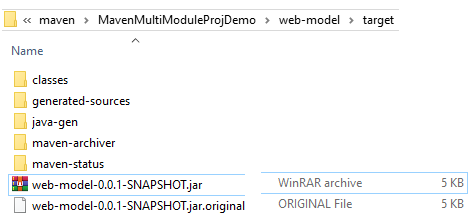 « maven › MavenMultiModuleProjDemo › web-model › target
Name
classes
generated-sources
java-gen
maven-archiver
maven-status
web-model-0.0.1-SNAPSHOT.jar WinRAR archive 5 KB
web-model-0.0.1-SNAPSHOT.jar.original ORIGINAL File 5 KB